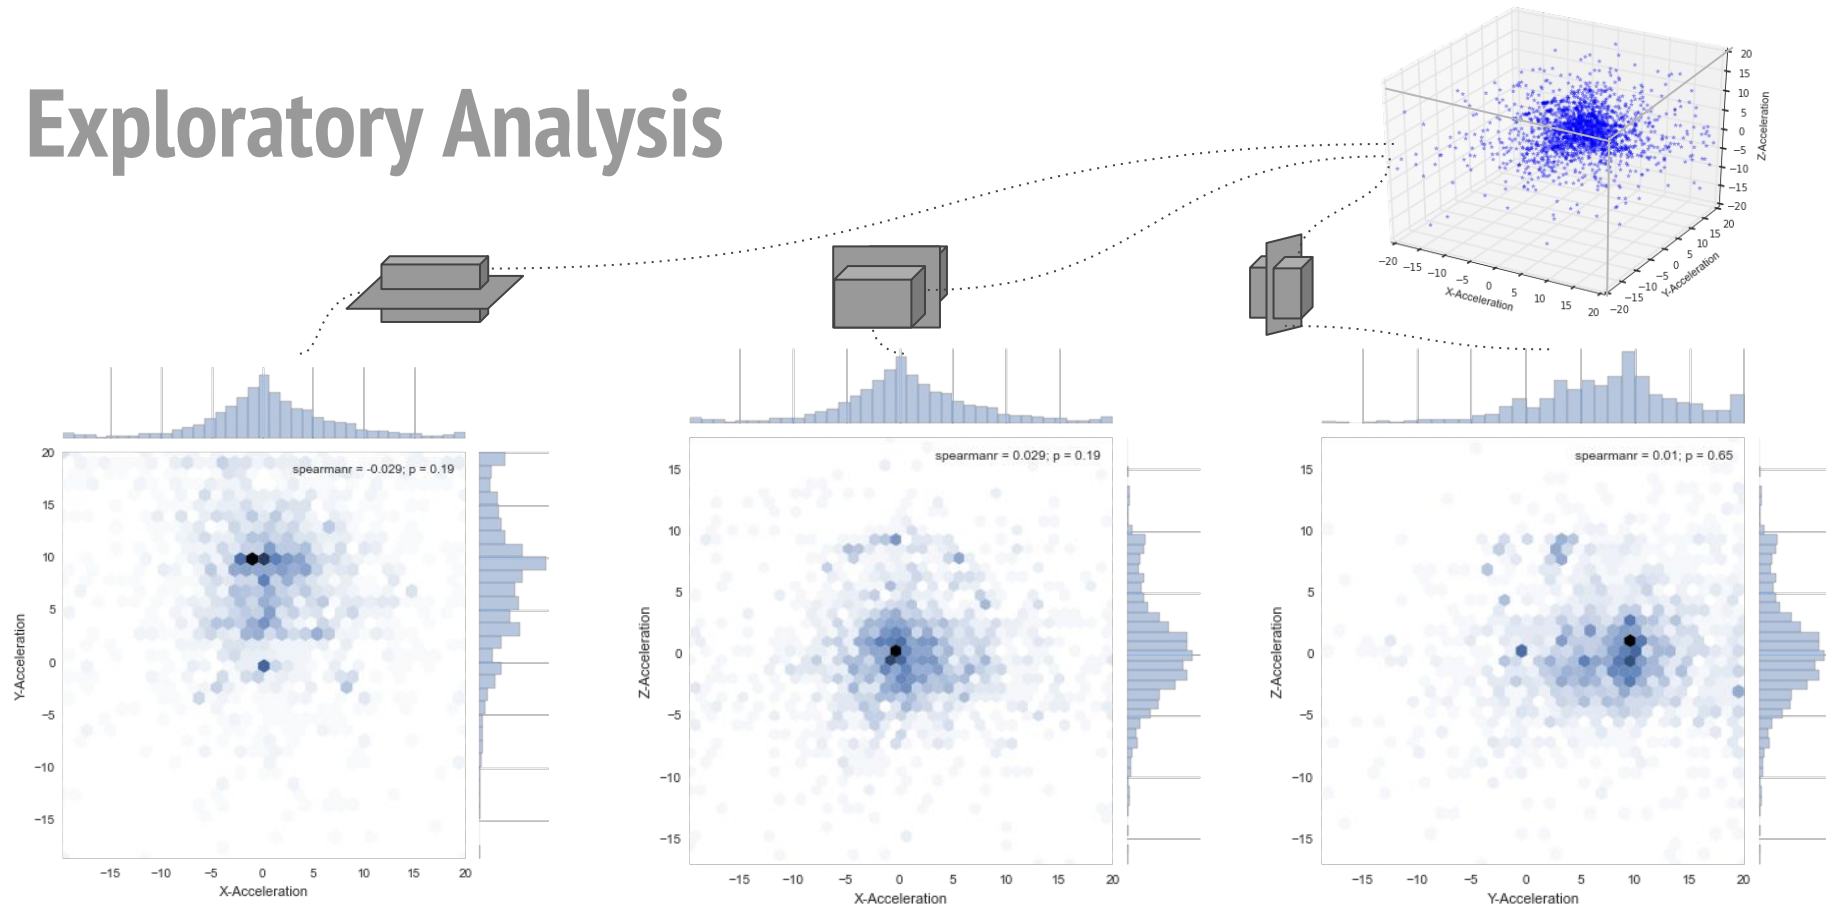 Exploratory Analysis
20
15
10
5
0
−5
−10
−15
−20
Z-Acceleration
−20 −15 −10 −5 0 5 10 15 20
X-Acceleration
−20 −15 −10 −5 0 5 10 15 20
Y-Acceleration
spearmanr = -0.029; p = 0.19
20
15
10
5
0
−5
−10
−15
Y-Acceleration
−15 −10 −5 0 5 10 15 20
X-Acceleration
spearmanr = 0.029; p = 0.19
15
10
5
0
−5
−10
−15
Z-Acceleration
−15 −10 −5 0 5 10 15 20
X-Acceleration
spearmanr = 0.01; p = 0.65
15
10
5
0
−5
−10
−15
Z-Acceleration
−15 −10 −5 0 5 10 15 20
Y-Acceleration